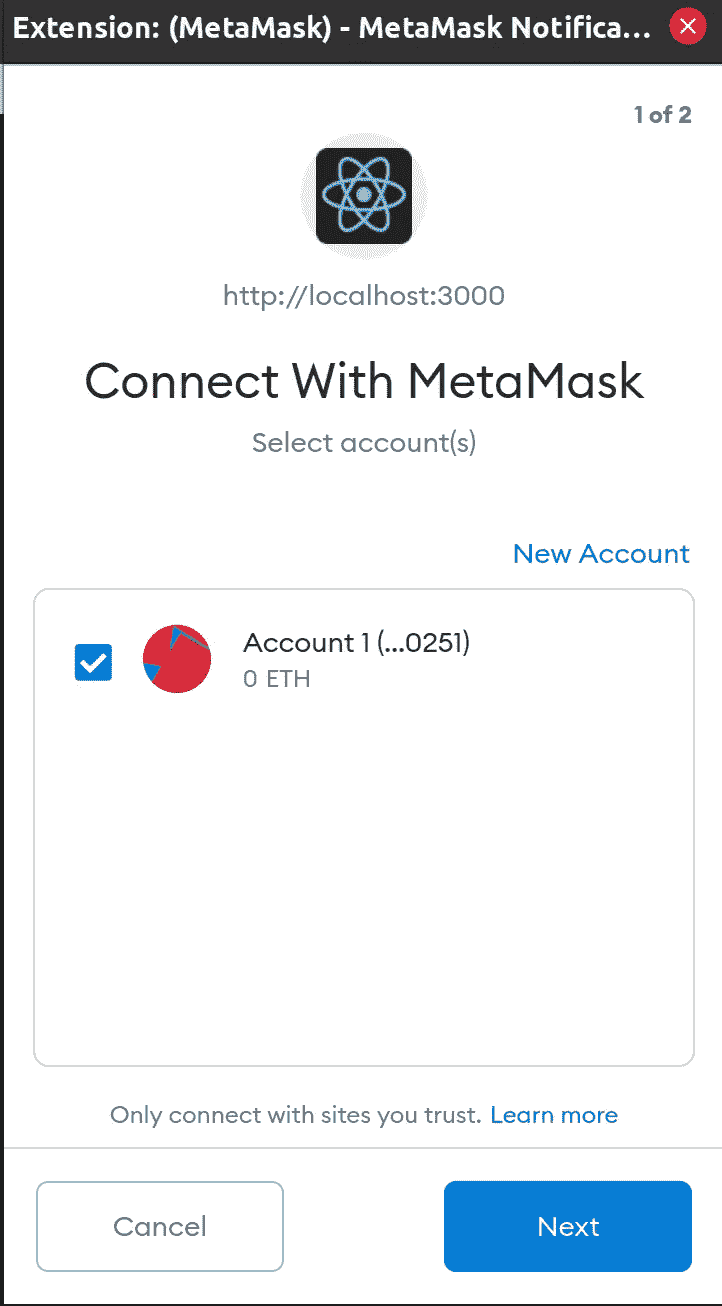 Extension: (MetaMask) - MetaMask Notifica...
1 of 2
http://localhost:3000
Connect With MetaMask
Select account(s)
New Account
Account 1 (...0251)
0 ETH
Only connect with sites you trust. Learn more
Cancel
Next